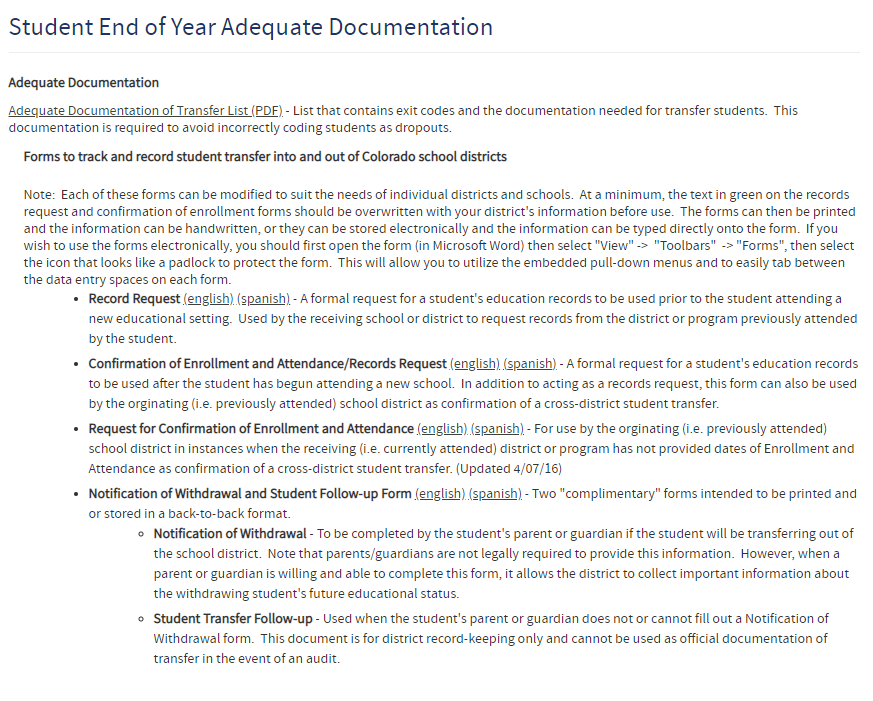 Student End of Year Adequate Documentation
Adequate Documentation
Adequate Documentation of Transfer List (PDF) - List that contains exit codes and the documentation needed for transfer students.  This
documentation is required to avoid incorrectly coding students as dropouts.
Forms to track and record student transfer into and out of Colorado school districts
Note:  Each of these forms can be modified to suit the needs of individual districts and schools.  At a minimum, the text in green on the records
request and confirmation of enrollment forms should be overwritten with your district's information before use.  The forms can then be printed
and the information can be handwritten, or they can be stored electronically and the information can be typed directly onto the form.  If you
wish to use the forms electronically, you should first open the form (in Microsoft Word) then select "View" ->  "Toolbars"  -> "Forms", then select
the icon that looks like a padlock to protect the form.  This will allow you to utilize the embedded pull-down menus and to easily tab between
the data entry spaces on each form.
• Record Request (english) (spanish) - A formal request for a student's education records to be used prior to the student attending a
new educational setting.  Used by the receiving school or district to request records from the district or program previously attended
by the student.
• Confirmation of Enrollment and Attendance/Records Request (english) (spanish) - A formal request for a student's education records
to be used after the student has begun attending a new school.  In addition to acting as a records request, this form can also be used
by the orginating (i.e. previously attended) school district as confirmation of a cross-district student transfer.
• Request for Confirmation of Enrollment and Attendance (english) (spanish) - For use by the orginating (i.e. previously attended)
school district in instances when the receiving (i.e. currently attended) district or program has not provided dates of Enrollment and
Attendance as confirmation of a cross-district student transfer. (Updated 4/07/16)
• Notification of Withdrawal and Student Follow-up Form (english) (spanish) - Two "complimentary" forms intended to be printed and
or stored in a back-to-back format.
◦ Notification of Withdrawal - To be completed by the student's parent or guardian if the student will be transferring out of
the school district.  Note that parents/guardians are not legally required to provide this information.  However, when a
parent or guardian is willing and able to complete this form, it allows the district to collect important information about
the withdrawing student's future educational status.
◦ Student Transfer Follow-up - Used when the student's parent or guardian does not or cannot fill out a Notification of
Withdrawal form.  This document is for district record-keeping only and cannot be used as official documentation of
transfer in the event of an audit.